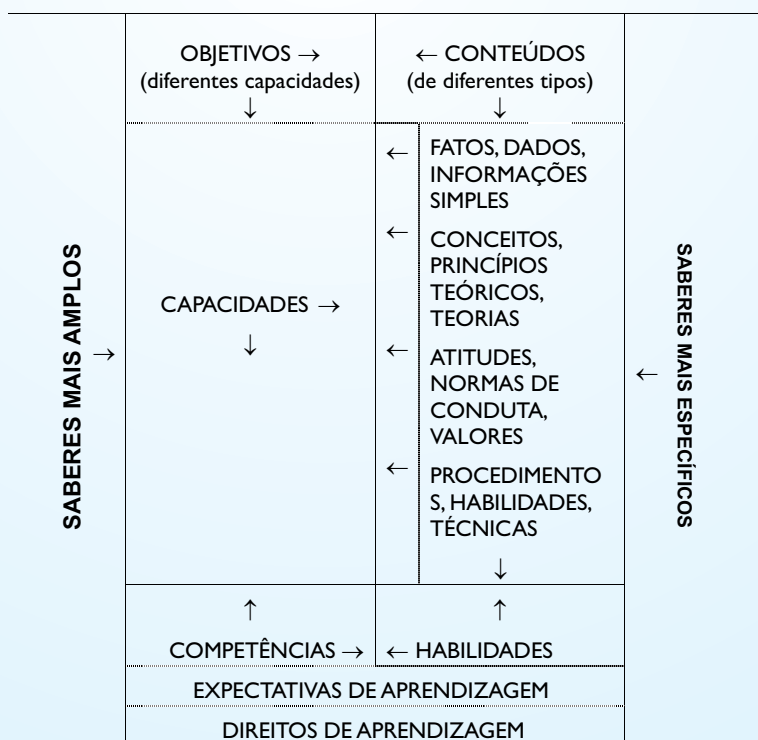 OBJETIVOS →
(diferentes capacidades)
↓
← CONTEÚDOS
(de diferentes tipos)
↓
SABERES MAIS AMPLOS
→
CAPACIDADES →
↓
← FATOS, DADOS,
INFORMAÇÕES
SIMPLES
← CONCEITOS,
PRINCÍPIOS
TEÓRICOS,
TEORIAS
← ATITUDES,
NORMAS DE
CONDUTA,
VALORES
← PROCEDIMENTO
S, HABILIDADES,
TÉCNICAS
↓
←
SABERES MAIS ESPECÍFICOS
↑
COMPETÊNCIAS →
↑
← HABILIDADES
EXPECTATIVAS DE APRENDIZAGEM
DIREITOS DE APRENDIZAGEM